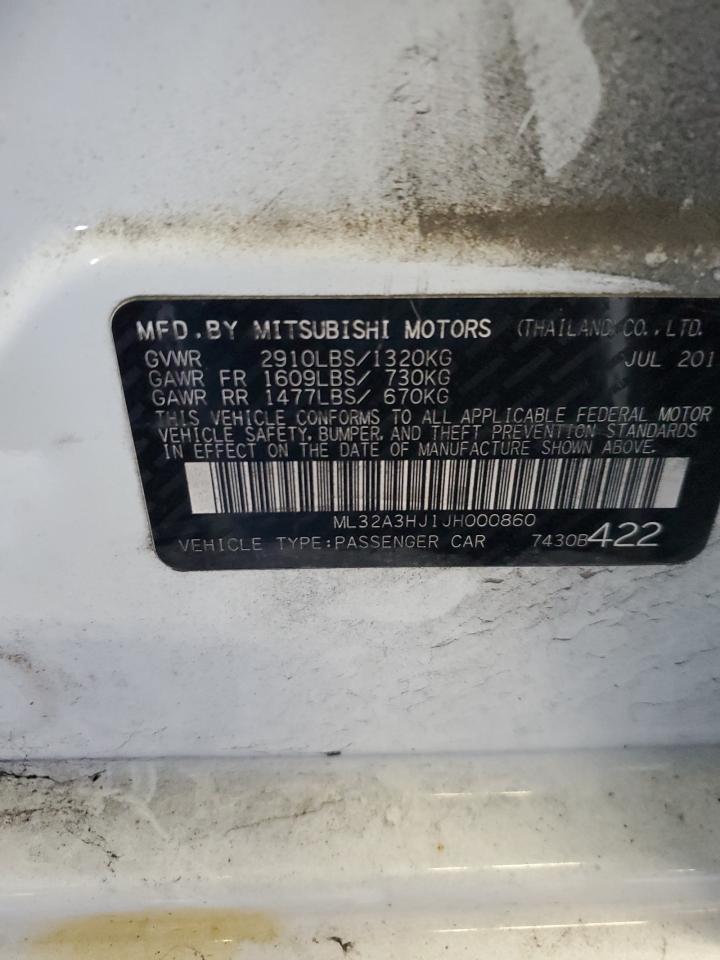 MFD.BY MITSUBISHI MOTORS (THAILAND)CO.,LTD.
GVWR 2910LBS/1320KG JUL 201
GAWR FR 1609LBS/ 730KG
GAWR RR 1477LBS/ 670KG
THIS VEHICLE CONFORMS TO ALL APPLICABLE FEDERAL MOTOR
VEHICLE SAFETY, BUMPER, AND THEFT PREVENTION STANDARDS
IN EFFECT ON THE DATE OF MANUFACTURE SHOWN ABOVE.
ML32A3HJ1JH000860
VEHICLE TYPE:PASSENGER CAR 7430B422